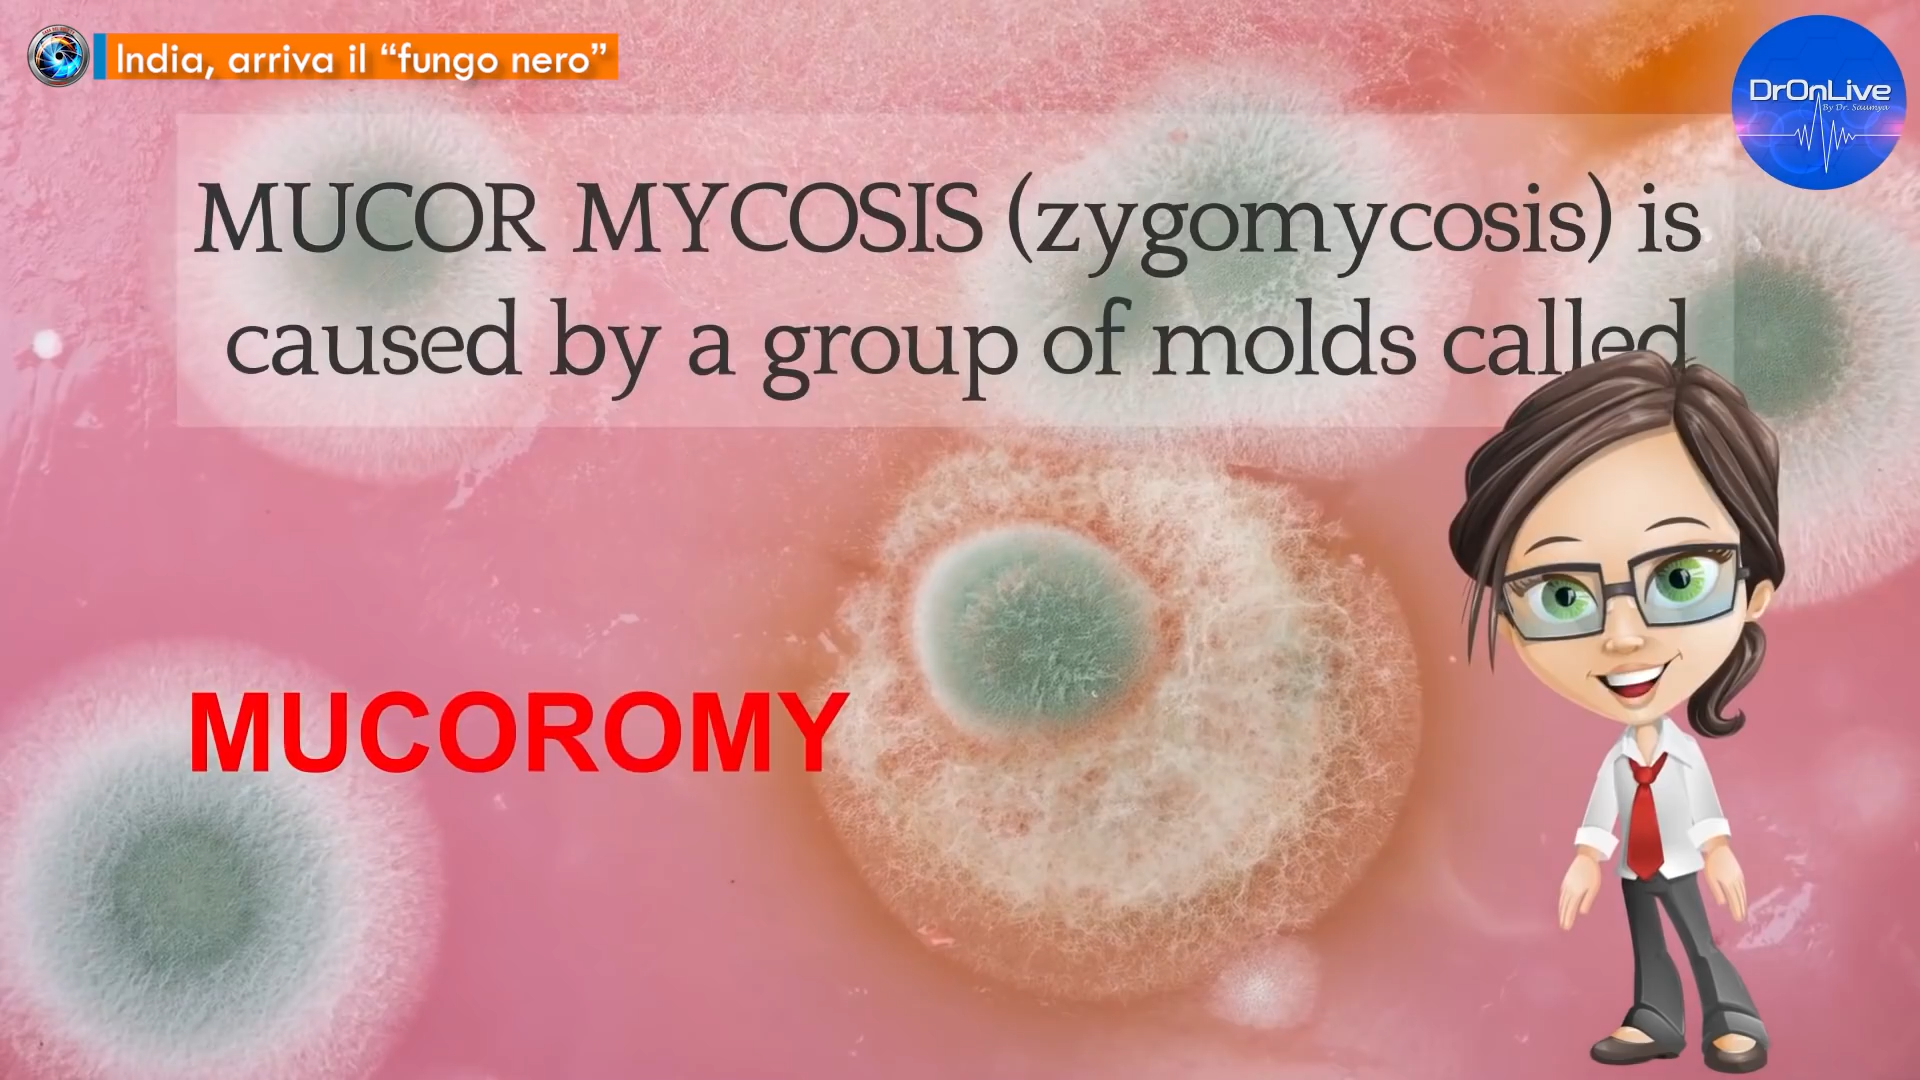 India, arriva il “fungo nero”
DrOnLive
By Dr. Saumya
MUCOR MYCOSIS (zygomycosis) is
caused by a group of molds called
MUCOROMY